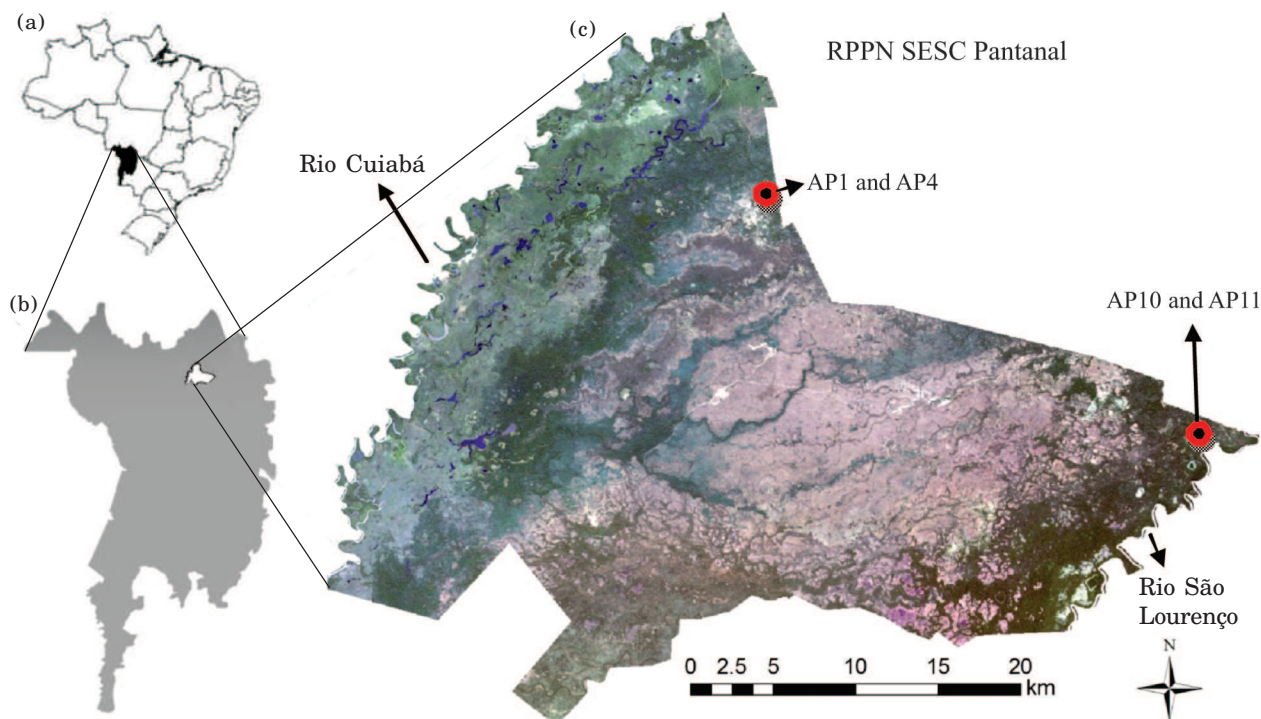 (a)
(c)
RPPN SESC Pantanal
Rio Cuiabá
AP1 and AP4
(b)
AP10 and AP11
Rio São
Lourenço
N
0 2.5 5 10 15 20
km